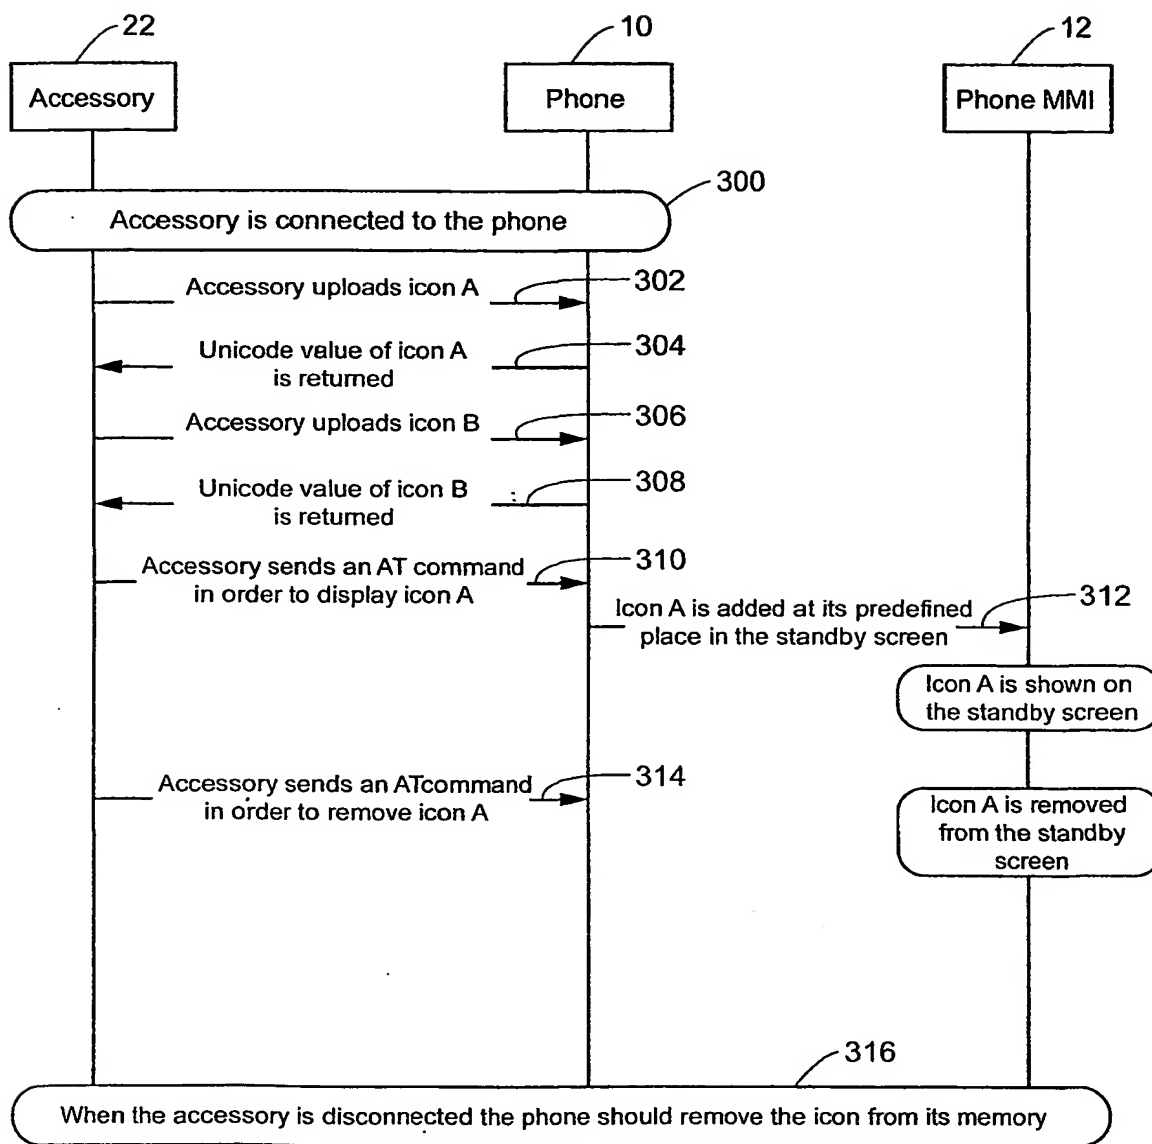 22
10
12
Accessory
Phone
Phone MMI
300
Accessory is connected to the phone
Accessory uploads icon A
302
Unicode value of icon A
is returned
304
Accessory uploads icon B
306
Unicode value of icon B
is returned
308
Accessory sends an AT command
in order to display icon A
310
Icon A is added at its predefined
place in the standby screen
312
Icon A is shown on
the standby screen
Accessory sends an ATcommand
in order to remove icon A
314
Icon A is removed
from the standby
screen
316
When the accessory is disconnected the phone should remove the icon from its memory